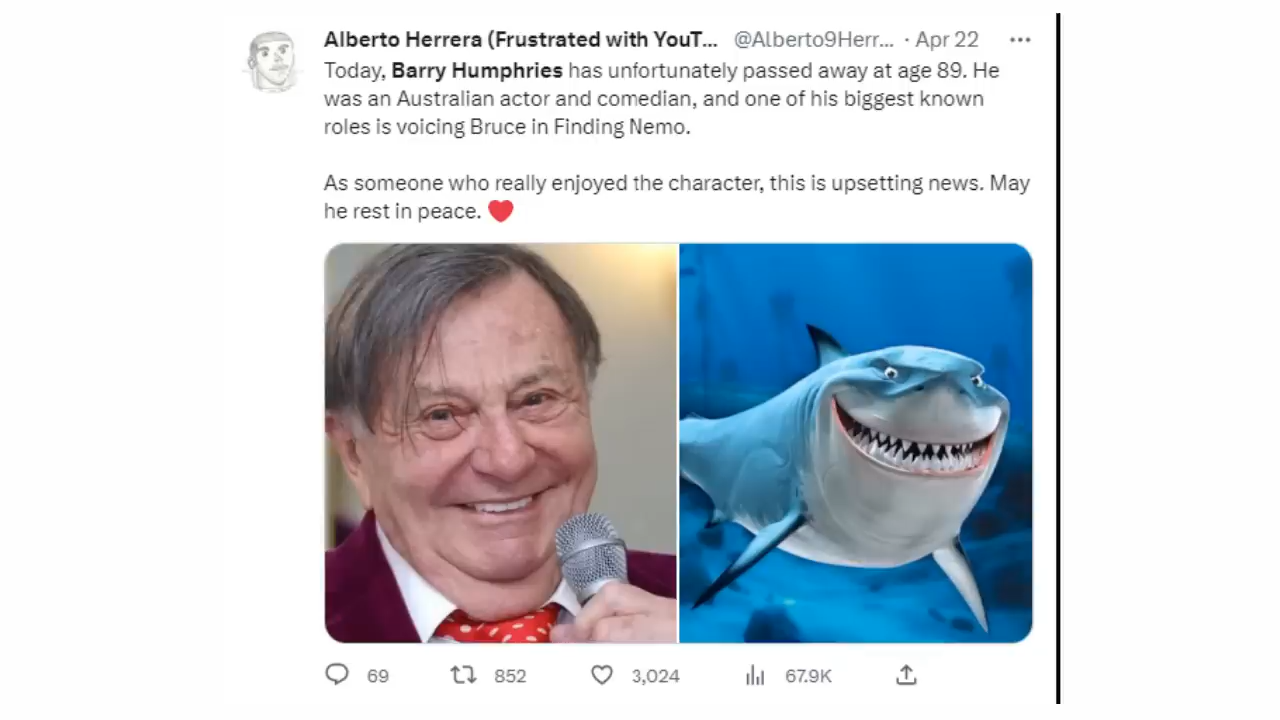 Alberto Herrera (Frustrated with YouT... @Alberto9Herr... · Apr 22
Today, Barry Humphries has unfortunately passed away at age 89. He
was an Australian actor and comedian, and one of his biggest known
roles is voicing Bruce in Finding Nemo.
As someone who really enjoyed the character, this is upsetting news. May
he rest in peace. ❤️
69 852 3,024 67.9K